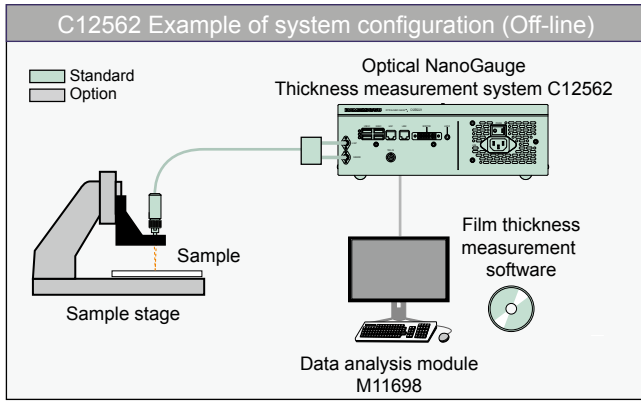 C12562 Example of system configuration (Off-line)
Standard
Option
Optical NanoGauge
Thickness measurement system C12562
Sample
Sample stage
Film thickness
measurement
software
Data analysis module
M11698